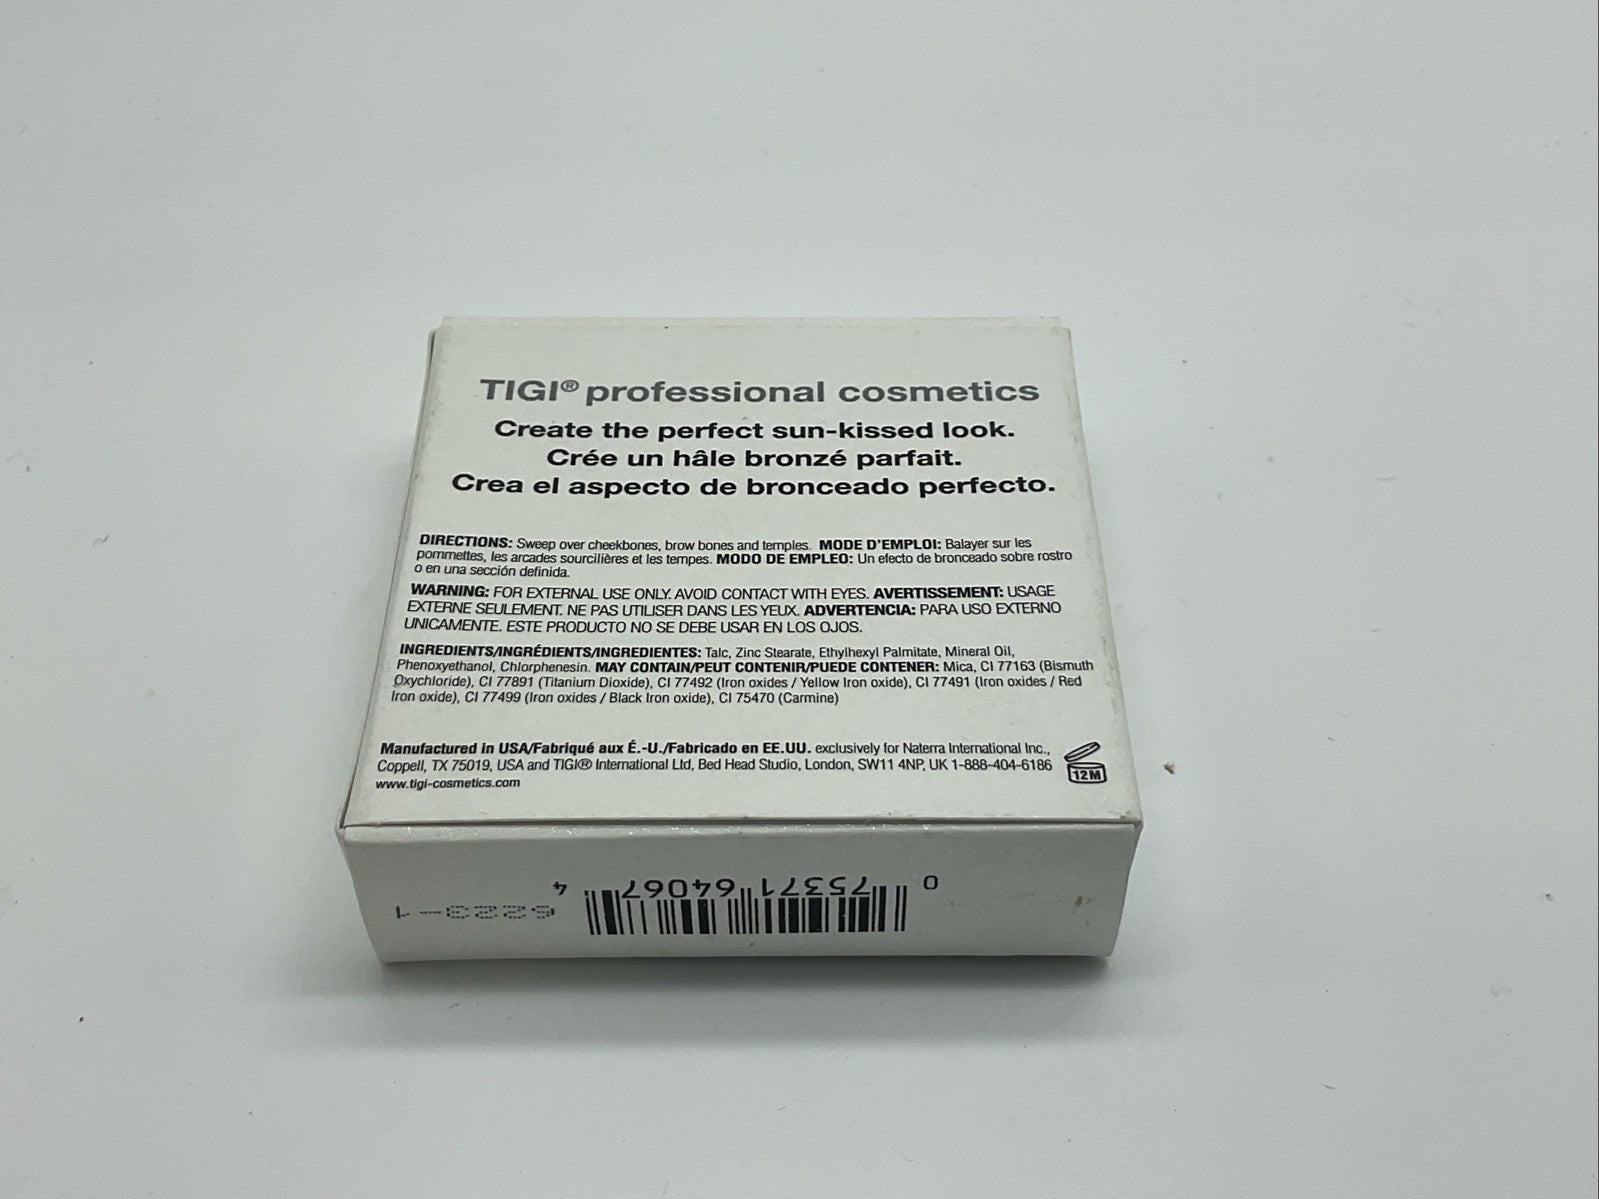 TIGI® professional cosmetics
Create the perfect sun-kissed look.
Crée un hâle bronzé parfait.
Crea el aspecto de bronceado perfecto.
DIRECTIONS: Sweep over cheekbones, brow bones and temples. MODE D'EMPLOI: Balayer sur les
pommettes, les arcades sourcilières et les tempes. MODO DE EMPLEO: Un efecto de bronceado sobre rostro
o en una sección definida.
WARNING: FOR EXTERNAL USE ONLY. AVOID CONTACT WITH EYES. AVERTISSEMENT: USAGE
EXTERNE SEULEMENT. NE PAS UTILISER DANS LES YEUX. ADVERTENCIA: PARA USO EXTERNO
UNICAMENTE. ESTE PRODUCTO NO SE DEBE USAR EN LOS OJOS.
INGREDIENTS/INGRÉDIENTS/INGREDIENTES: Talc, Zinc Stearate, Ethylhexyl Palmitate, Mineral Oil,
Phenoxyethanol, Chlorphenesin. MAY CONTAIN/PEUT CONTENIR/PUEDE CONTENER: Mica, CI 77163 (Bismuth
Oxychloride), CI 77891 (Titanium Dioxide), CI 77492 (Iron oxides / Yellow Iron oxide), CI 77491 (Iron oxides / Red
Iron oxide), CI 77499 (Iron oxides / Black Iron oxide), CI 75470 (Carmine)
Manufactured in USA/Fabriqué aux É.-U./Fabricado en EE.UU. exclusively for Naterra International Inc.,
Coppell, TX 75019, USA and TIGI® International Ltd, Bed Head Studio, London, SW11 4NP, UK 1-888-404-6186
www.tigi-cosmetics.com
12M
0 75371 64067 4